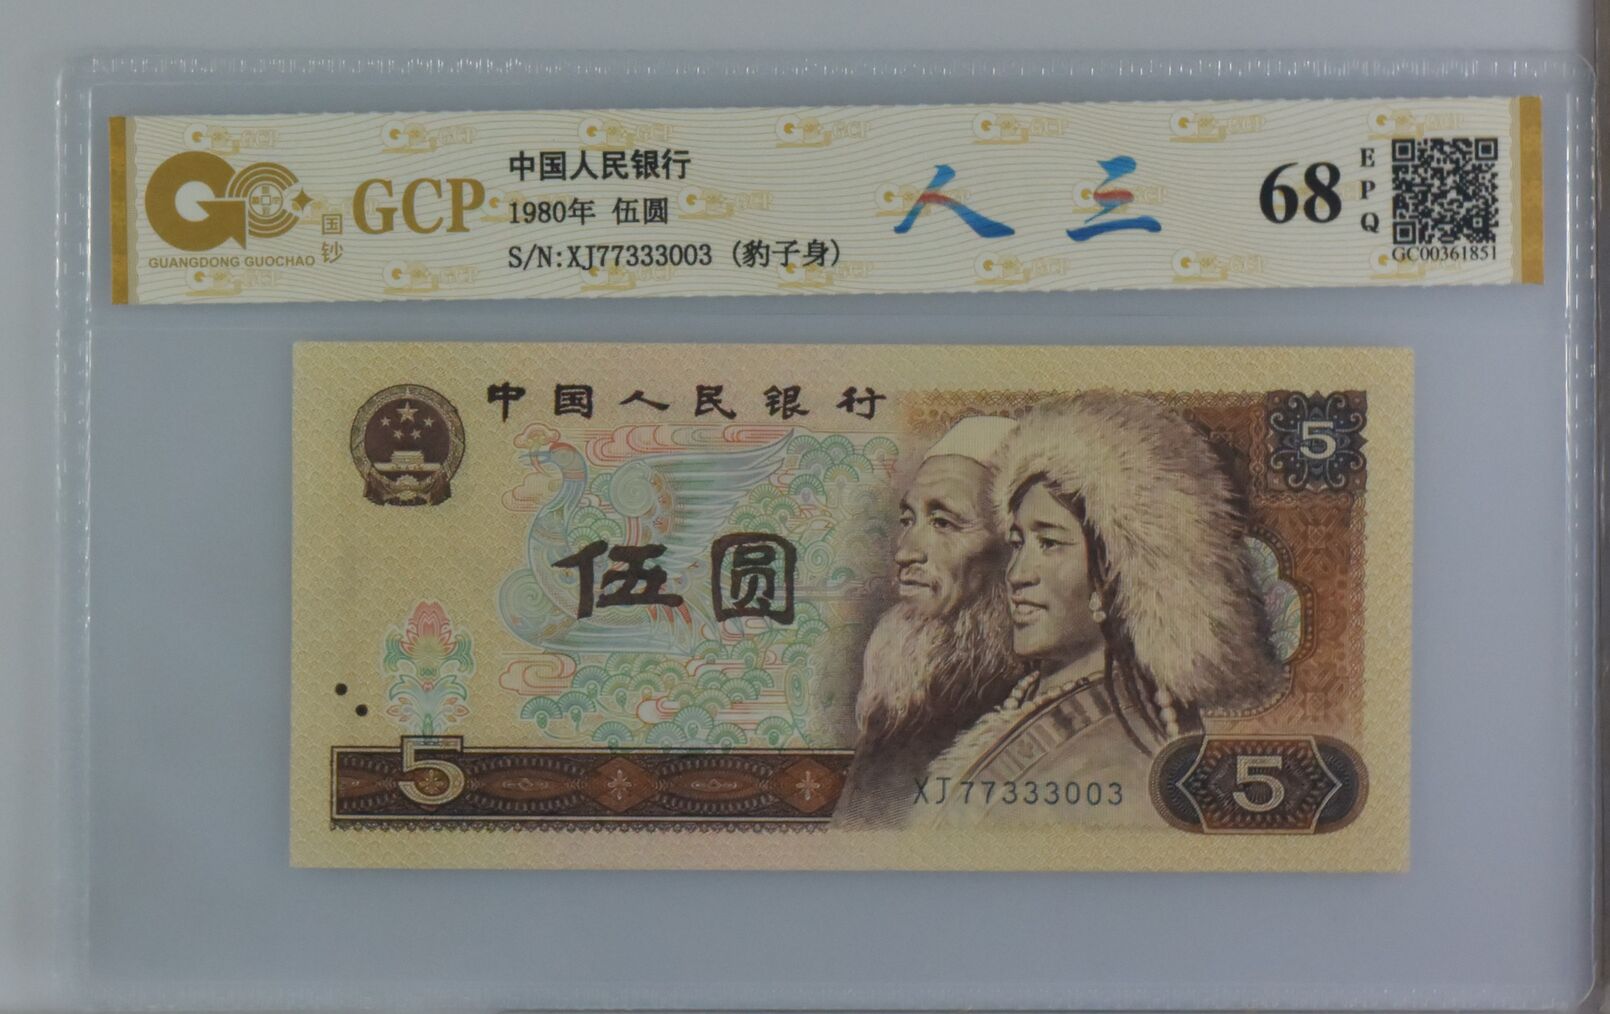 GCP
国钞
GUANGDONG GUOCHAO
中国人民银行
1980年 伍圆
S/N:XJ77333003 (豹子身)
人三
68
EPQ
GC00361851
中国人民银行
5
伍圆
5
XJ77333003
5